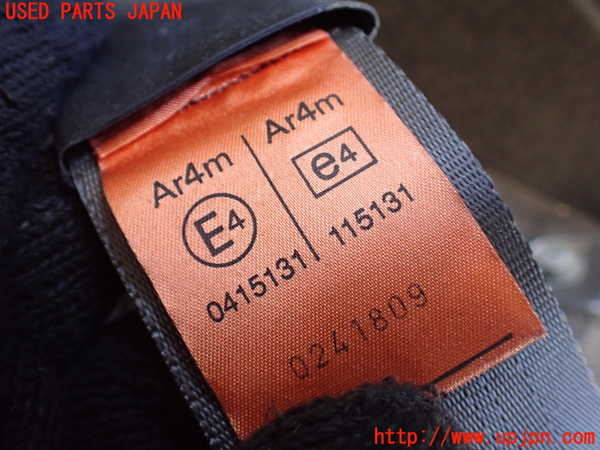 USED PARTS JAPAN
Ar4m
E4
0415131
Ar4m
e4
115131
0241809
http://www.upjpn.com/